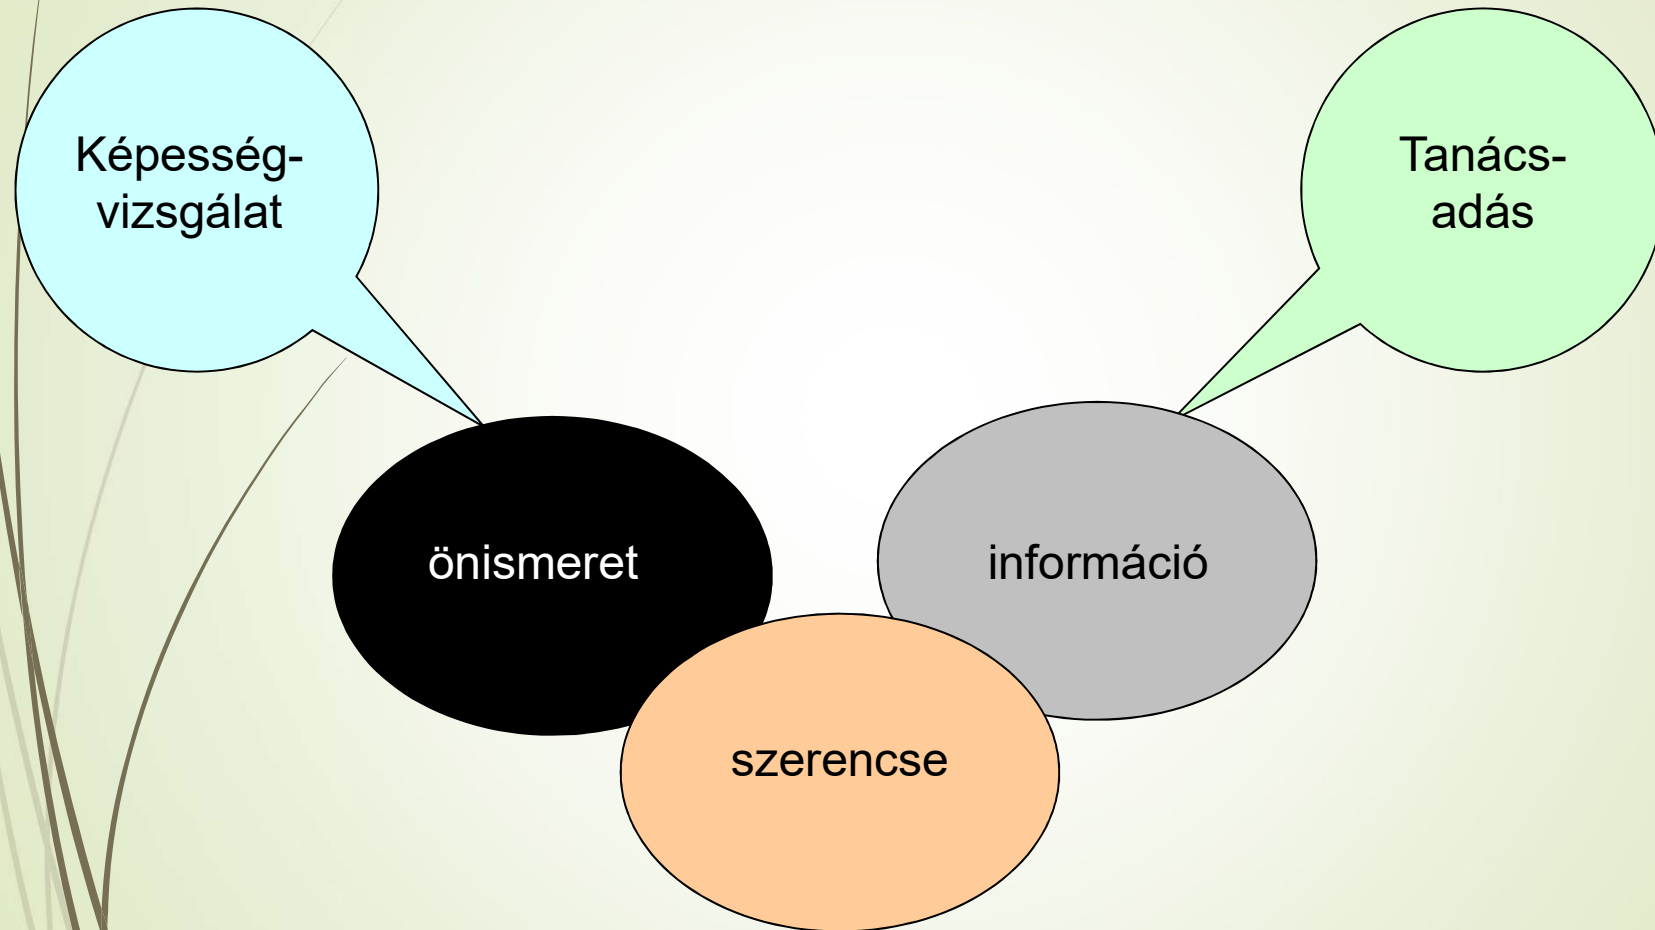 Képesség-
vizsgálat
Tanács-
adás
önismeret
információ
szerencse